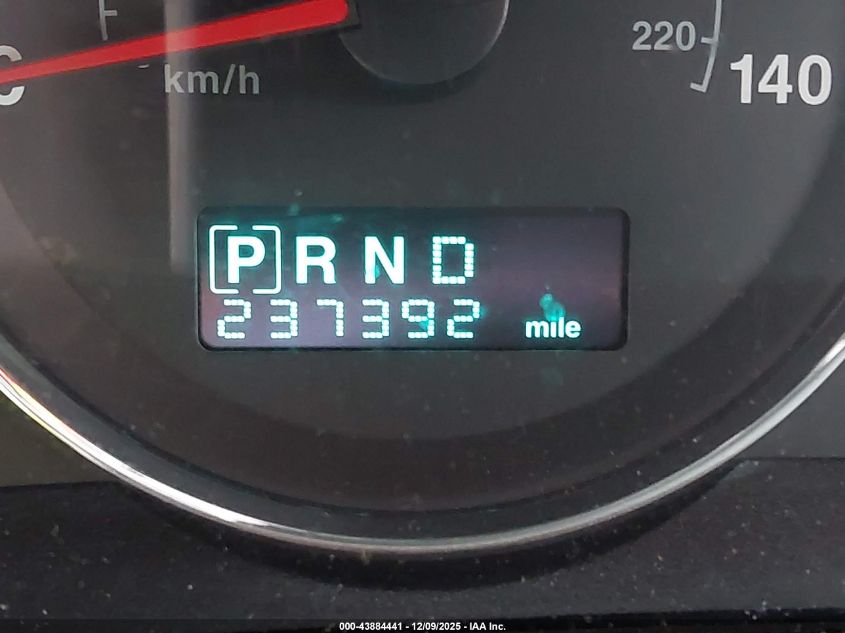 220
140
km/h
P R N D
237392 mile
000-43884441 - 12/09/2025 - IAA Inc.